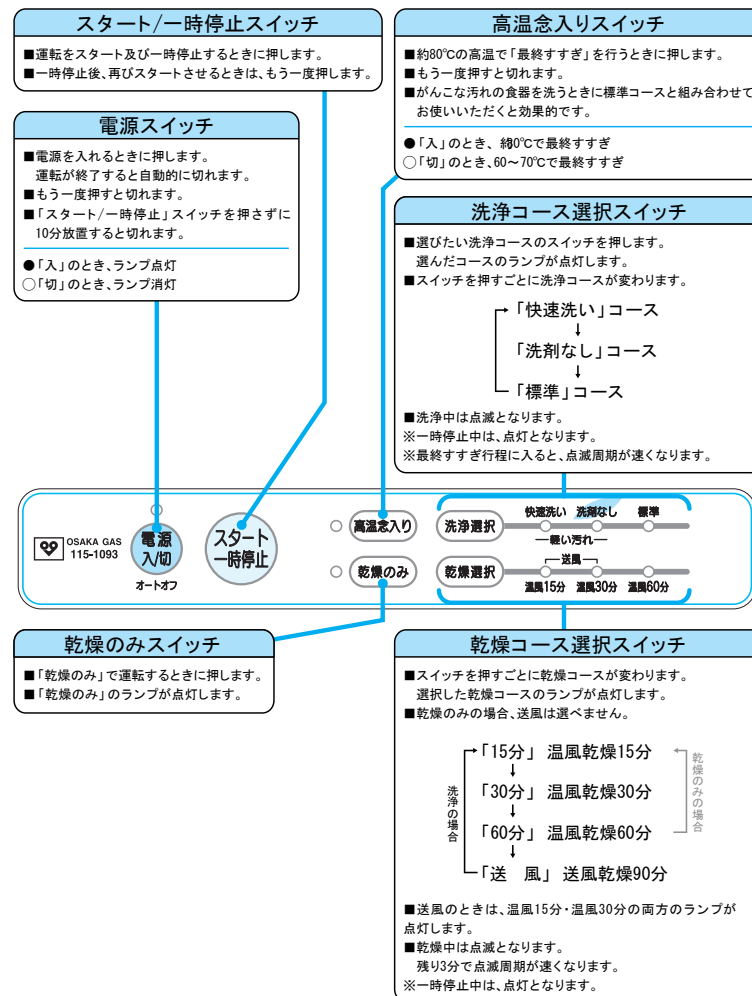 スタート/一時停止スイッチ
■運転をスタート及び一時停止するときに押します。
■一時停止後、再びスタートさせるときは、もう一度押します。
電源スイッチ
■電源を入れるときに押します。
運転が終了すると自動的に切れます。
■もう一度押すと切れます。
■「スタート/一時停止」スイッチを押さずに
10分放置すると切れます。
●「入」のとき、ランプ点灯
○「切」のとき、ランプ消灯
高温念入りスイッチ
■約80℃の高温で「最終すすぎ」を行うときに押します。
■もう一度押すと切れます。
■がんこな汚れの食器を洗うときに標準コースと組み合わせて
お使いいただくと効果的です。
●「入」のとき、約80℃で最終すすぎ
○「切」のとき、60～70℃で最終すすぎ
洗浄コース選択スイッチ
■選びたい洗浄コースのスイッチを押します。
選んだコースのランプが点灯します。
■スイッチを押すごとに洗浄コースが変わります。
「快速洗い」コース
↓
「洗剤なし」コース
↓
「標準」コース
■洗浄中は点滅となります。
※一時停止中は、点灯となります。
※最終すすぎ行程に入ると、点滅周期が速くなります。
OSAKA GAS
115-1093
電源
入/切
オートオフ
スタート
一時停止
高温念入り
乾燥のみ
洗浄選択
快速洗い 洗剤なし 標準
軽い汚れ
乾燥選択
送風
温風15分 温風30分 温風60分
乾燥のみスイッチ
■「乾燥のみ」で運転するときに押します。
■「乾燥のみ」のランプが点灯します。
乾燥コース選択スイッチ
■スイッチを押すごとに乾燥コースが変わります。
選択した乾燥コースのランプが点灯します。
■乾燥のみの場合、送風は選べません。
洗浄の場合
「15分」 温風乾燥15分
↓
「30分」 温風乾燥30分
↓
「60分」 温風乾燥60分
↓
「送 風」 送風乾燥90分
乾燥のみの場合
■送風のときは、温風15分・温風30分の両方のランプが
点灯します。
■乾燥中は点滅となります。
残り3分で点滅周期が速くなります。
※一時停止中は、点灯となります。